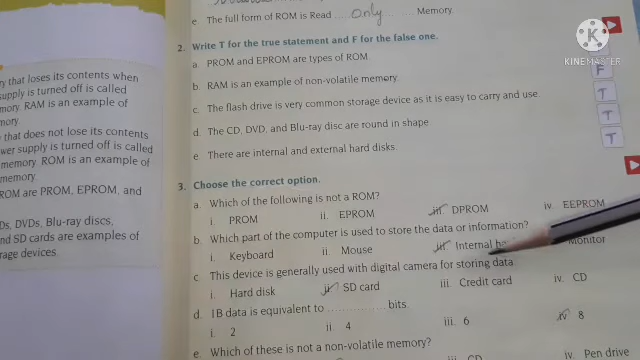 e The full form of ROM is Read ... only ... Memory.
2. Write T for the true statement and F for the false one.
a. PROM and EPROM are types of ROM.
b. RAM is an example of non-volatile memory.
F
c. The flash drive is very common storage device as it is easy to carry and use.
T
d. The CD, DVD, and Blu-ray disc are round in shape
T
e There are internal and external hard disks.
T
3. Choose the correct option.
a. Which of the following is not a ROM?
i. PROM ii. EPROM iii. DPROM iv. EEPROM
b. Which part of the computer is used to store the data or information?
i. Keyboard ii. Mouse iii. Internal Monitor
c This device is generally used with digital camera for storing data
i. Hard disk ii. SD card iii. Credit card iv. CD
d. 1B data is equivalent to .................. bits.
i. 2 ii. 4 iii. 6 iv 8
e. Which of these is not a non-volatile memory?
iii. CD iv. Pen drive
ry that loses its contents when
supply is turned off is called
mory. RAM is an example of
mory
that does not lose its contents
wer supply is turned off is called
memory. ROM is an example of
memory.
ROM are PROM, EPROM, and
Ds, DVDs, Blu-ray discs,
nd SD cards are examples of
rage devices
KINEMASTER